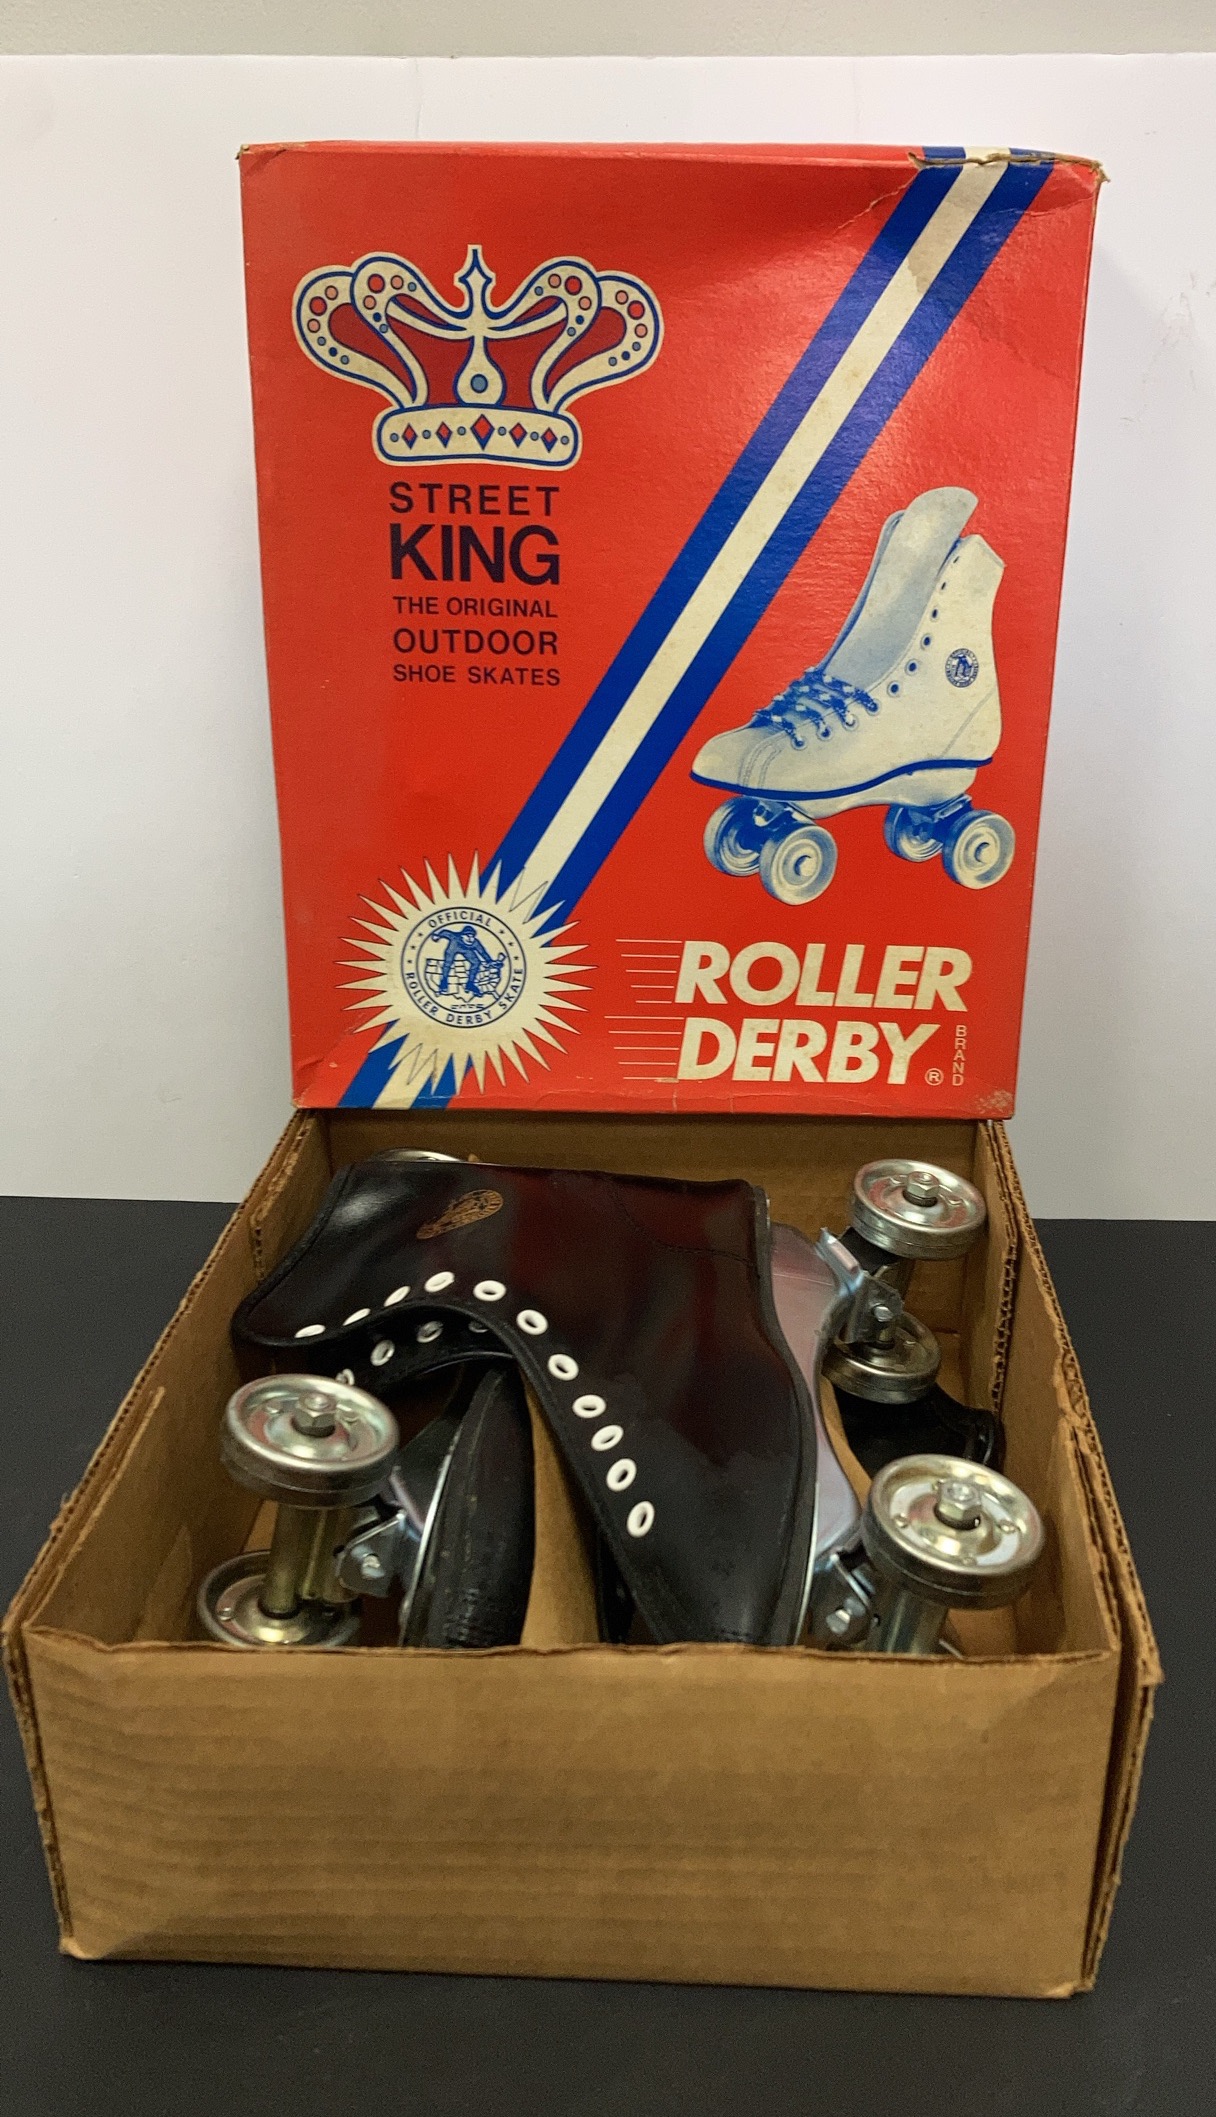 STREET
KING
THE ORIGINAL
OUTDOOR
SHOE SKATES
OFFICIAL
ROLLER DERBY SKATE
ROLLER
DERBY
®
BRAND